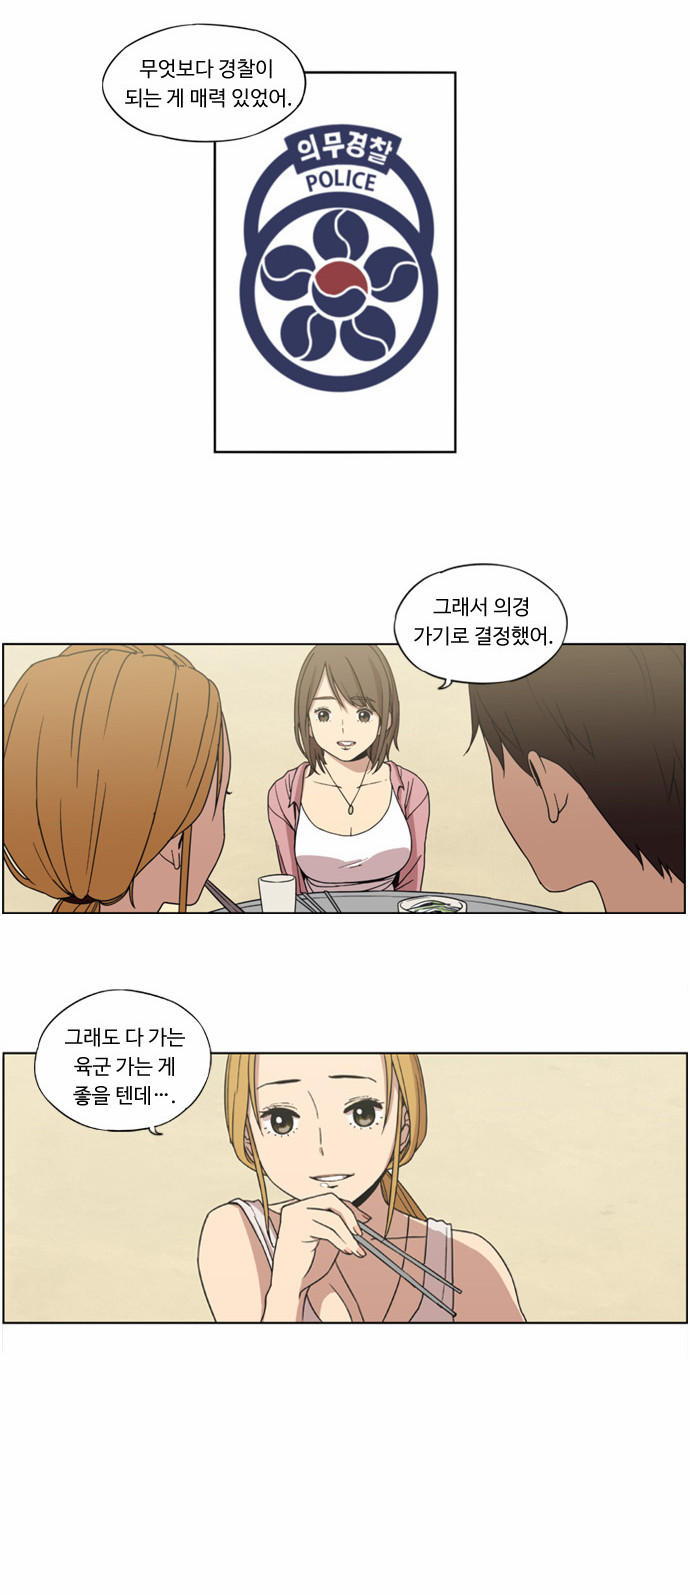 무엇보다 경찰이
되는 게 매력 있었어.
의무경찰
POLICE
그래서 의경
가기로 결정했어.
그래도 다 가는
육군 가는 게
좋을 텐데….